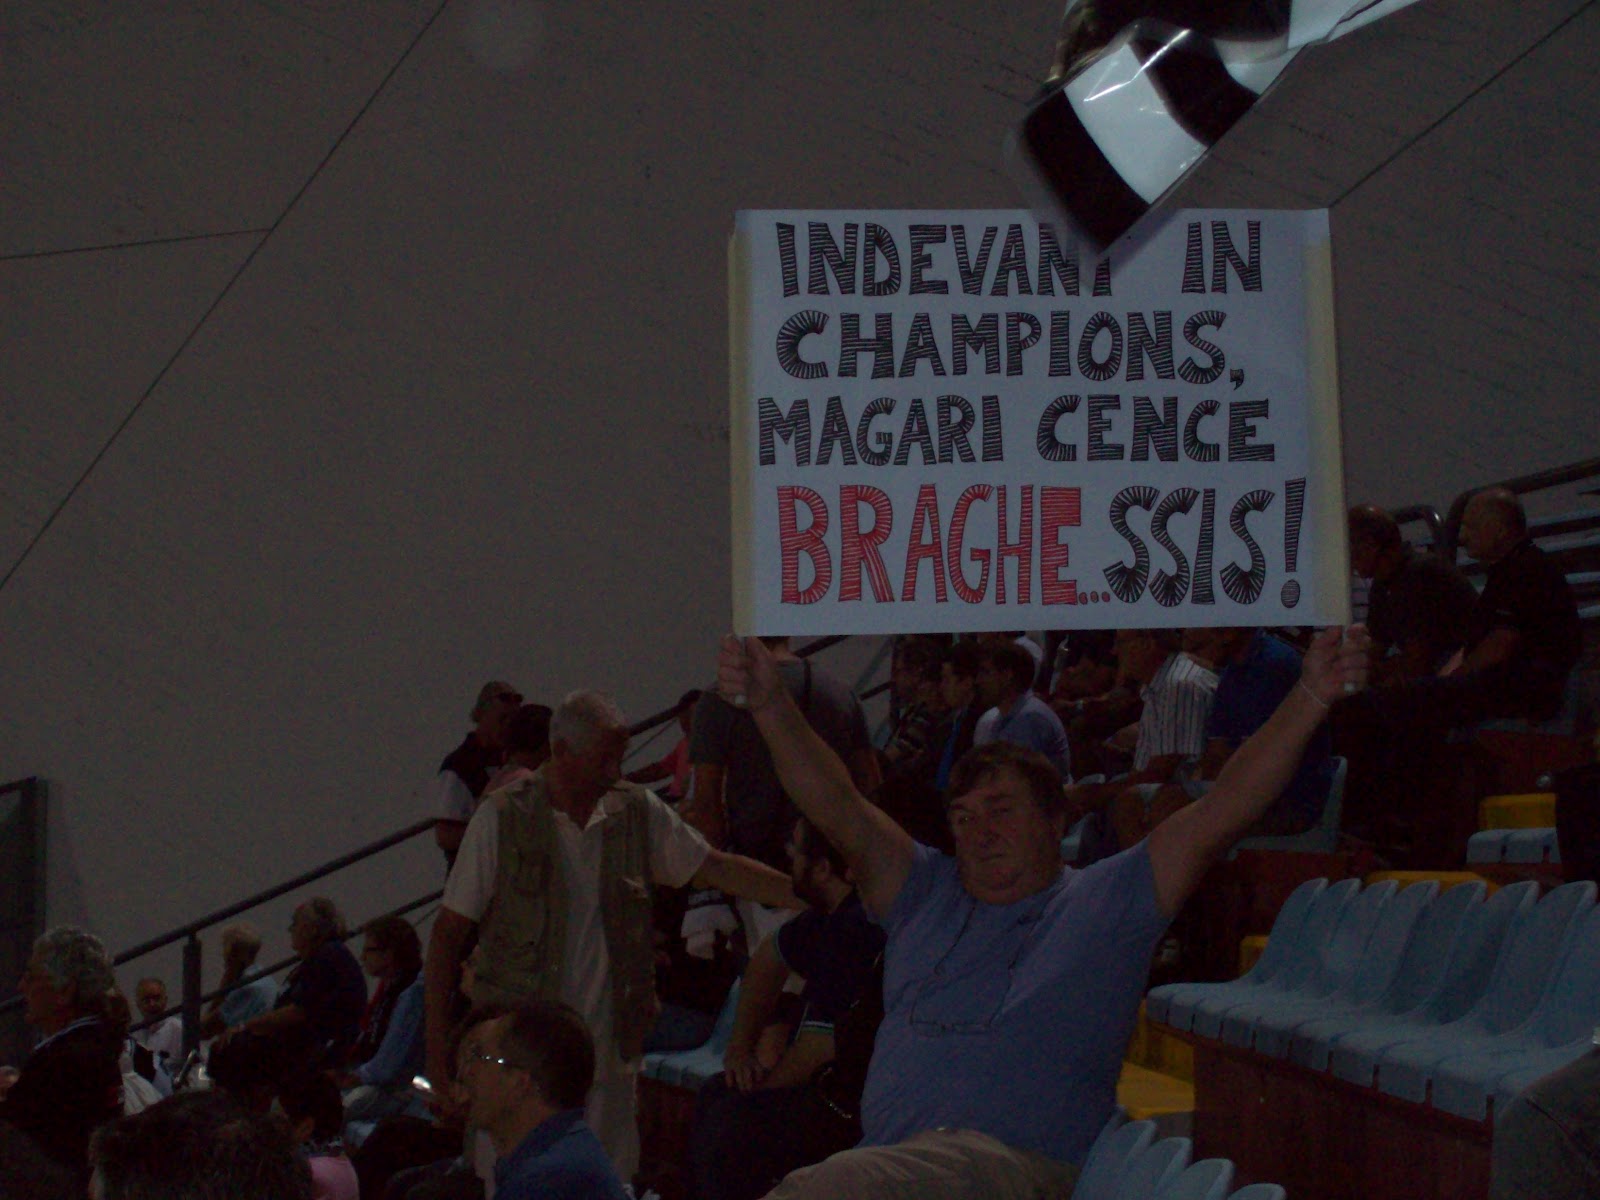 INDEVANT IN
CHAMPIONS,
MAGARI CENCE
BRAGHE...SSIS!